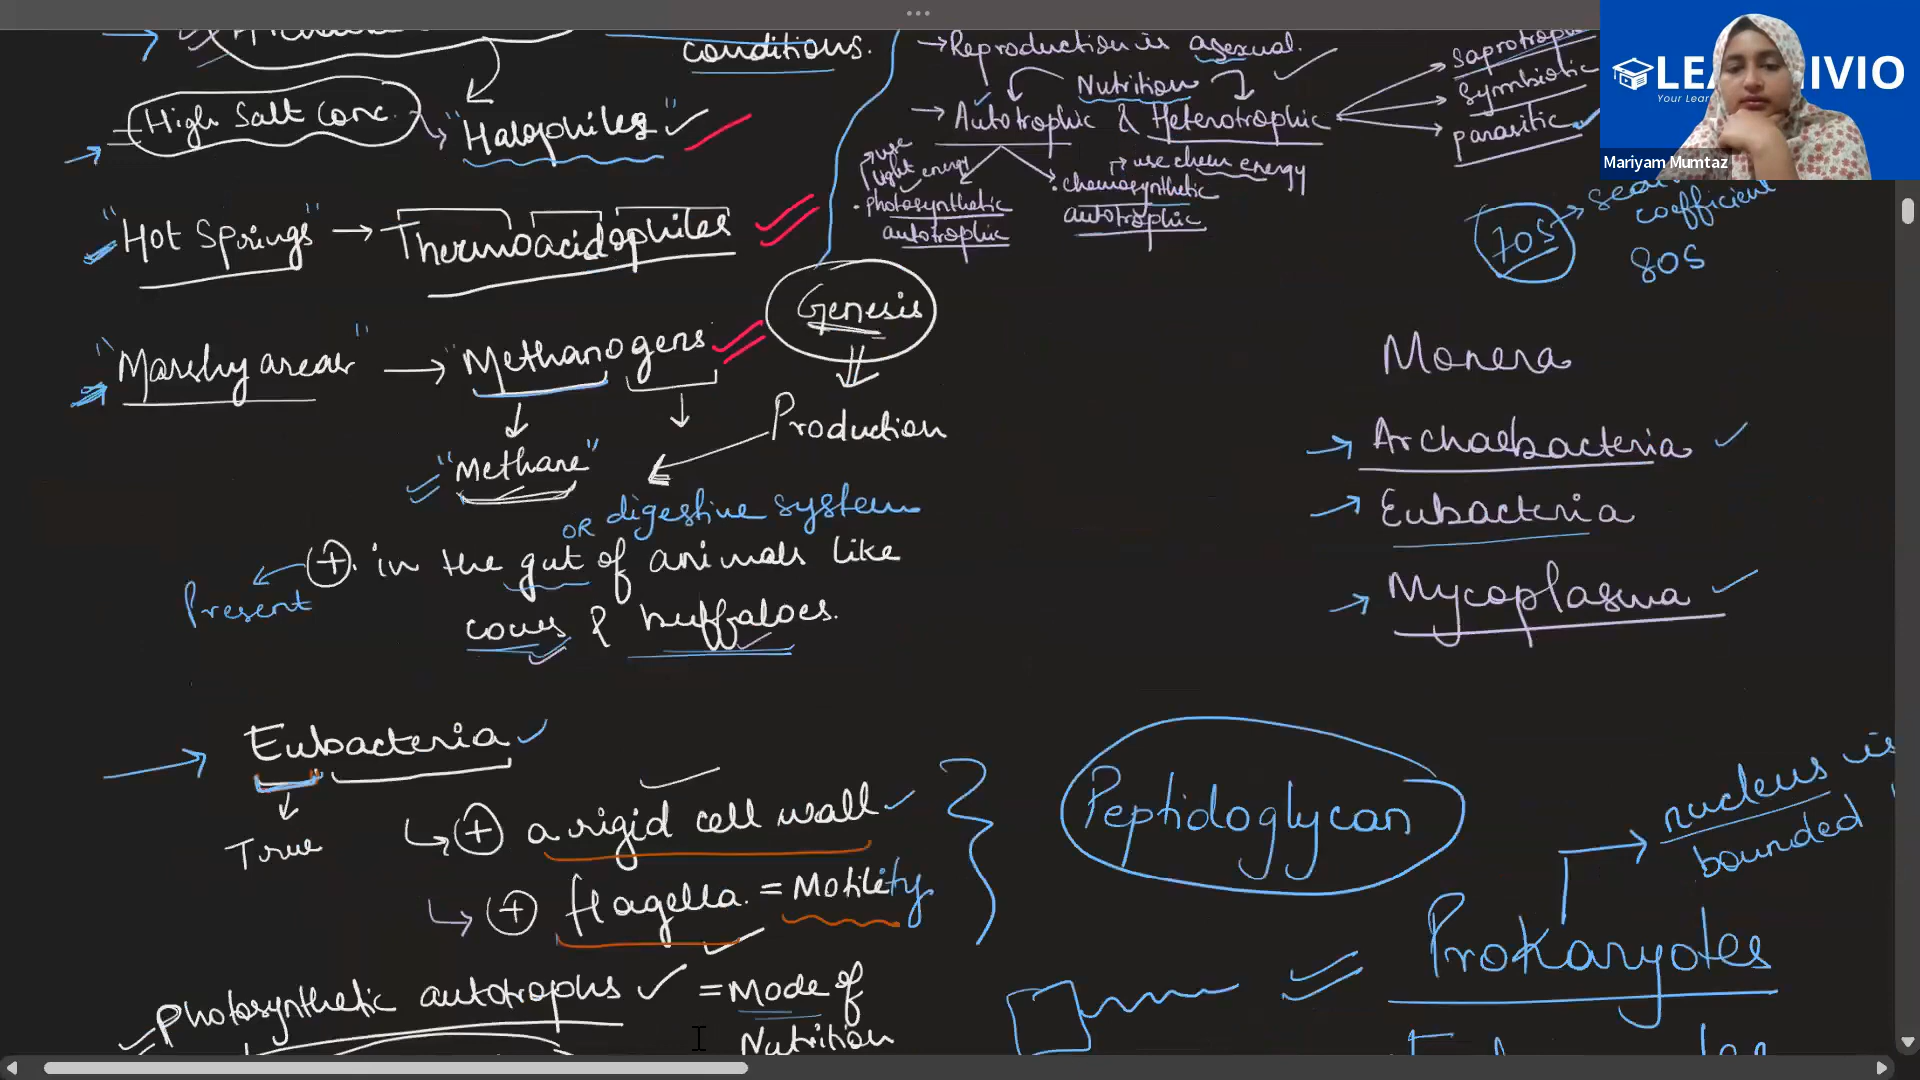 conditions.
High Salt Conc.
"Halophiles"
"Hot Springs" → Thermoacidophiles
"Marshy areas" → "Methanogens
Genesis
Production
"Methane"
OR digestive system
Present
(+). in the gut of animals like
cows & buffaloes.
→ Reproduction is asexual.
Nutrition
→ Autotrophic & Heterotrophic
Symbiotic
parasitic
use
light energy
• photosynthetic
autotrophic
use chem energy
• chemosynthetic
autotrophic
70S
coefficient
80S
Monera
→ Archaebacteria
→ Eubacteria
→ Mycoplasma
→ Eubacteria
True
(+) a rigid cell wall
(+) flagella. = Motility
Peptidoglycan
photosynthetic autotrophs = Mode of
Nutrition
nucleus is
bounded
Prokaryotes
Your Lear
IVIO
Mariyam Mumtaz